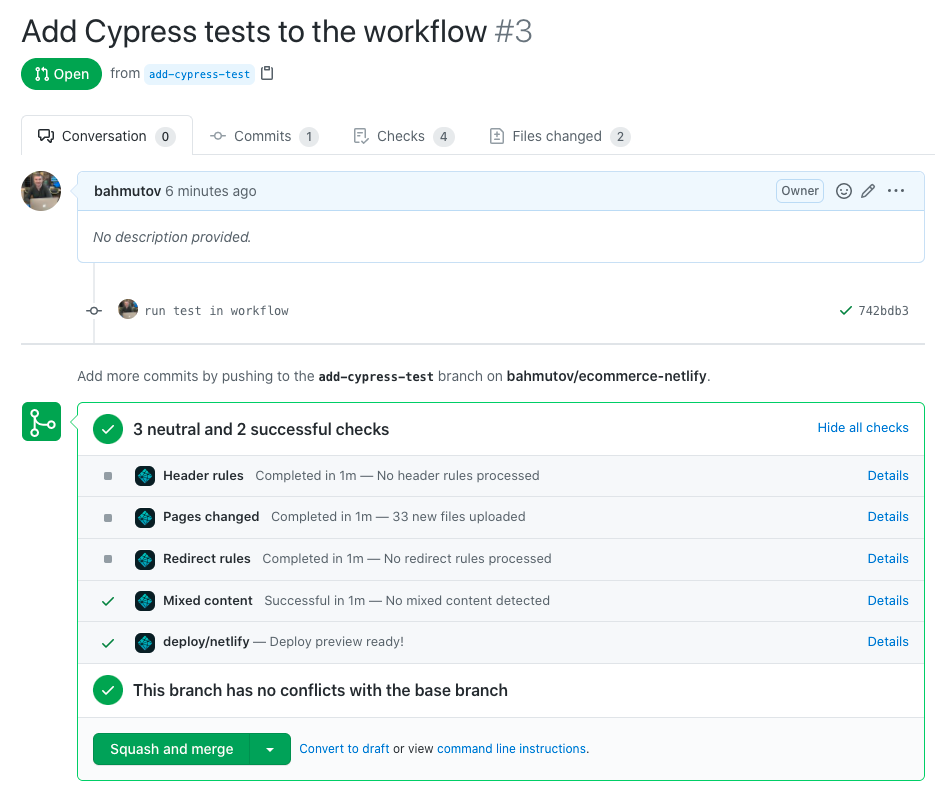 Add Cypress tests to the workflow #3
Open from add-cypress-test
Conversation 0 Commits 1 Checks 4 Files changed 2
bahmutov 6 minutes ago Owner
No description provided.
run test in workflow 742bdb3
Add more commits by pushing to the add-cypress-test branch on bahmutov/ecommerce-netlify.
3 neutral and 2 successful checks Hide all checks
Header rules Completed in 1m — No header rules processed Details
Pages changed Completed in 1m — 33 new files uploaded Details
Redirect rules Completed in 1m — No redirect rules processed Details
Mixed content Successful in 1m — No mixed content detected Details
deploy/netlify — Deploy preview ready! Details
This branch has no conflicts with the base branch
Squash and merge Convert to draft or view command line instructions.